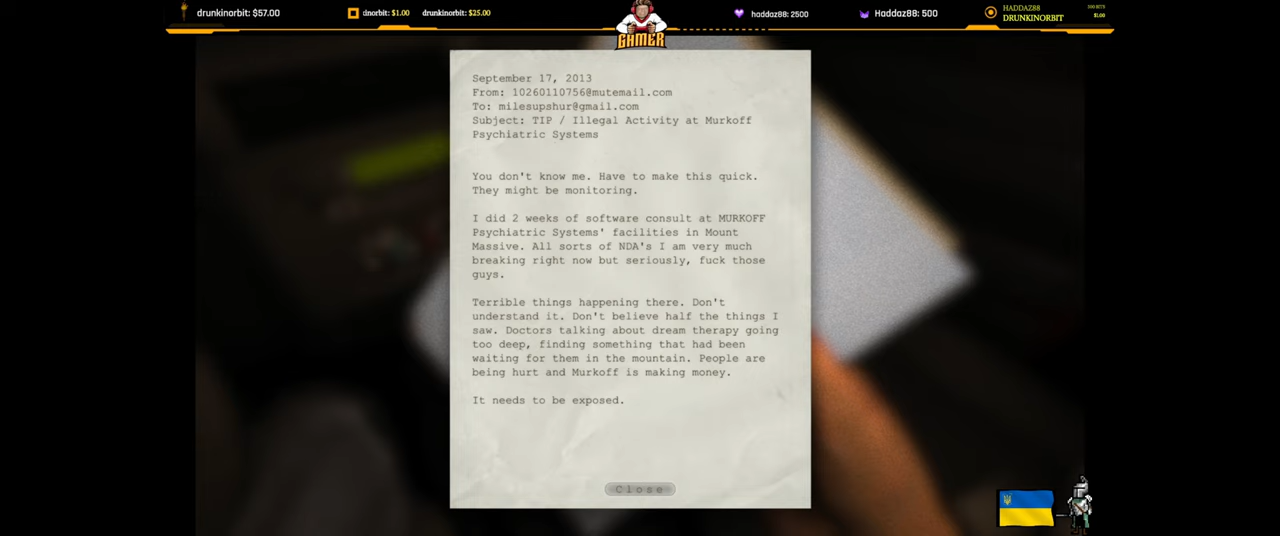 drunkinorbit: $57.00
dnorbit: $1.00
drunkinorbit: $25.00
GAMER
haddaz88: 2500
Haddaz88: 500
HADDAZ88
DRUNKINORBIT
500 BITS
$1.00
September 17, 2013
From: 10260110756@mutemail.com
To: milesupshur@gmail.com
Subject: TIP / Illegal Activity at Murkoff
Psychiatric Systems
You don't know me. Have to make this quick.
They might be monitoring.
I did 2 weeks of software consult at MURKOFF
Psychiatric Systems' facilities in Mount
Massive. All sorts of NDA's I am very much
breaking right now but seriously, fuck those
guys.
Terrible things happening there. Don't
understand it. Don't believe half the things I
saw. Doctors talking about dream therapy going
too deep, finding something that had been
waiting for them in the mountain. People are
being hurt and Murkoff is making money.
It needs to be exposed.
Close